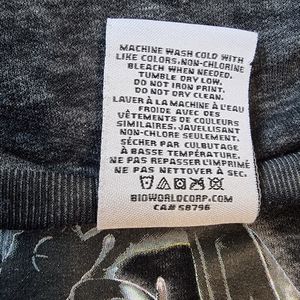 MACHINE WASH COLD WITH
LIKE COLORS, NON-CHLORINE
BLEACH WHEN NEEDED.
TUMBLE DRY LOW.
DO NOT IRON PRINT.
DO NOT DRY CLEAN.
LAVER À LA MACHINE À L'EAU
FROIDE AVEC DES
VÊTEMENTS DE COULEURS
SIMILAIRES. JAVELLISANT
NON-CHLORE SEULEMENT.
SÉCHER PAR CULBUTAGE
À BASSE TEMPÉRATURE.
NE PAS REPASSER L'IMPRIMÉ
NE PAS NETTOYER À SEC.
BIOWORLDCORP.COM
CA# 58796